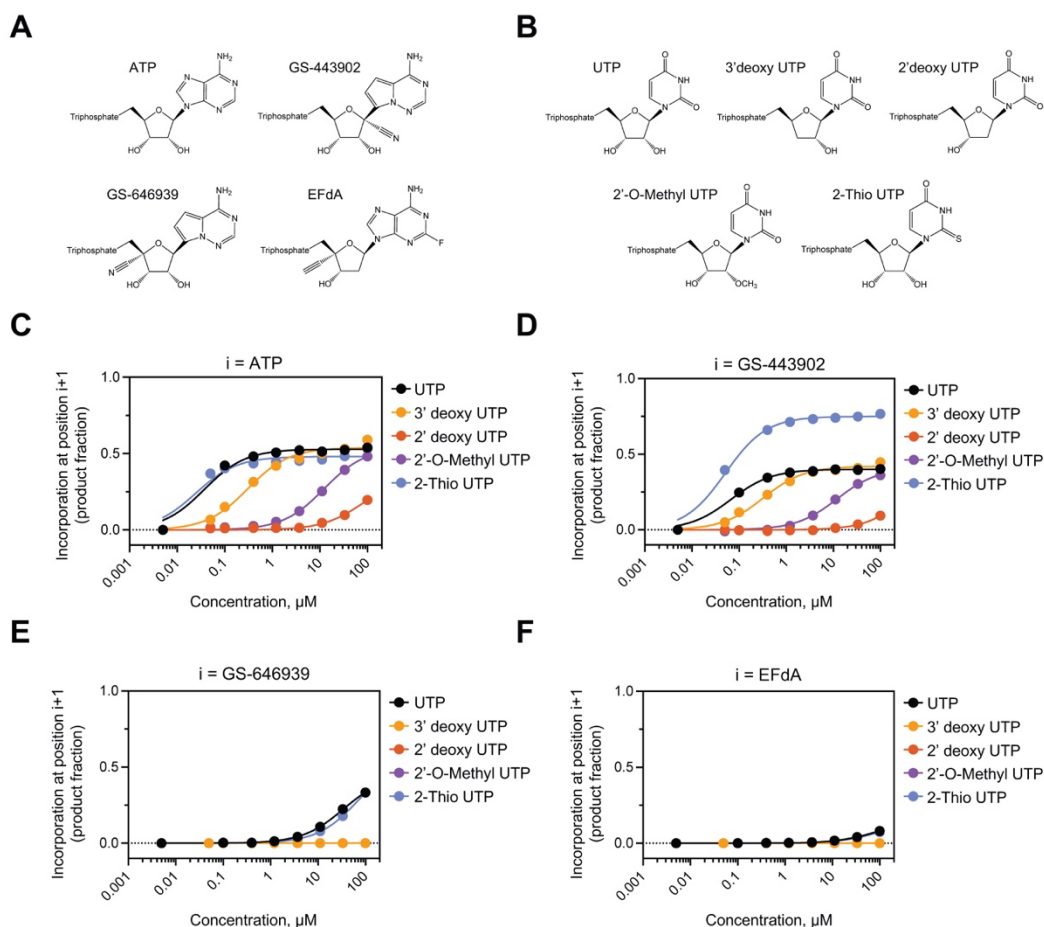 A
ATP
GS-443902
NH₂
N
N
N
N
O
Triphosphate
HO
OH
NH₂
N
N
N
O
Triphosphate
N
HO
OH
GS-646939
EFdA
NH₂
N
N
N
O
Triphosphate
N
HO
OH
NH₂
N
N
N
N
F
O
Triphosphate
HO
B
UTP
3'deoxy UTP
2'deoxy UTP
O
NH
N
O
O
Triphosphate
HO
OH
O
NH
N
O
O
Triphosphate
OH
O
NH
N
O
O
Triphosphate
HO
2'-O-Methyl UTP
2-Thio UTP
O
NH
N
O
O
Triphosphate
HO
OCH₃
O
NH
N
S
O
Triphosphate
HO
OH
C
i = ATP
Incorporation at position i+1
(product fraction)
1.0
0.5
0.0
0.001
0.01
0.1
1
10
100
Concentration, µM
UTP
3' deoxy UTP
2' deoxy UTP
2'-O-Methyl UTP
2-Thio UTP
D
i = GS-443902
Incorporation at position i+1
(product fraction)
1.0
0.5
0.0
0.001
0.01
0.1
1
10
100
Concentration, µM
UTP
3' deoxy UTP
2' deoxy UTP
2'-O-Methyl UTP
2-Thio UTP
E
i = GS-646939
Incorporation at position i+1
(product fraction)
1.0
0.5
0.0
0.001
0.01
0.1
1
10
100
Concentration, µM
UTP
3' deoxy UTP
2' deoxy UTP
2'-O-Methyl UTP
2-Thio UTP
F
i = EFdA
Incorporation at position i+1
(product fraction)
1.0
0.5
0.0
0.001
0.01
0.1
1
10
100
Concentration, µM
UTP
3' deoxy UTP
2' deoxy UTP
2'-O-Methyl UTP
2-Thio UTP